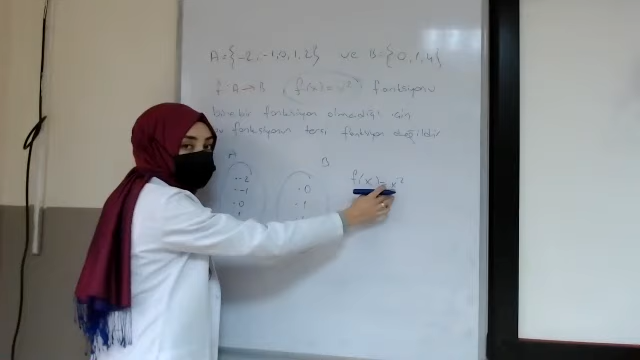 A={-2,-1,0,1,2} ve B={0,1,4}
f: A→B f(x)=x² fonksiyonu
birebir fonksiyon olmadığı için
fonksiyonun tersi fonksiyon değildir
A B
.-2 .0
.-1 .1
.0
f(x)=x²